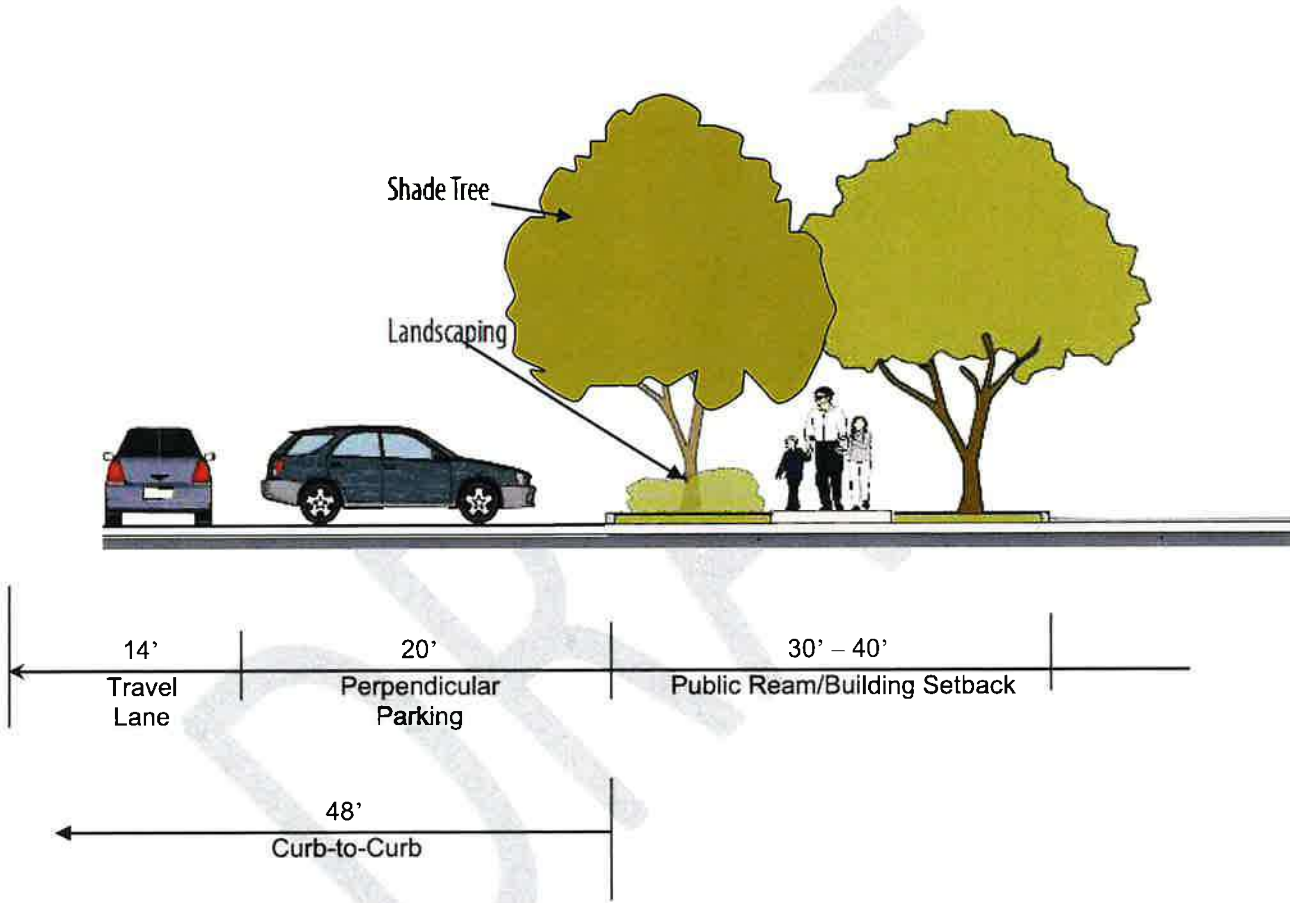 Shade Tree
Landscaping
14’
Travel
Lane
20’
Perpendicular
Parking
30’ – 40’
Public Ream/Building Setback
48’
Curb-to-Curb